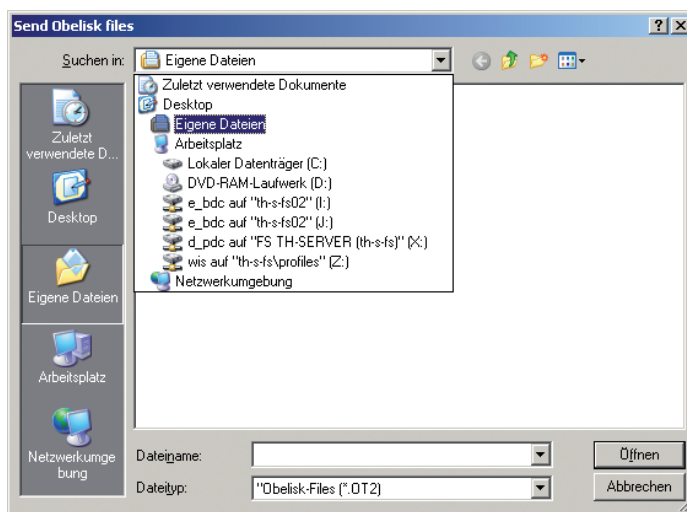 Send Obelisk files
Suchen in:
Eigene Dateien
Zuletzt verwendete Dokumente
Desktop
Eigene Dateien
Arbeitsplatz
Lokaler Datenträger (C:)
DVD-RAM-Laufwerk (D:)
e_bdc auf "th-s-fs02" (I:)
e_bdc auf "th-s-fs02" (J:)
d_pdc auf "FS TH-SERVER (th-s-fs)" (X:)
wis auf "th-s-fs\profiles" (Z:)
Netzwerkumgebung
Zuletzt
verwendete D...
Desktop
Eigene Dateien
Arbeitsplatz
Netzwerkumge
bung
Dateiname:
Öffnen
Dateityp:
"Obelisk-Files (*.OT2)
Abbrechen